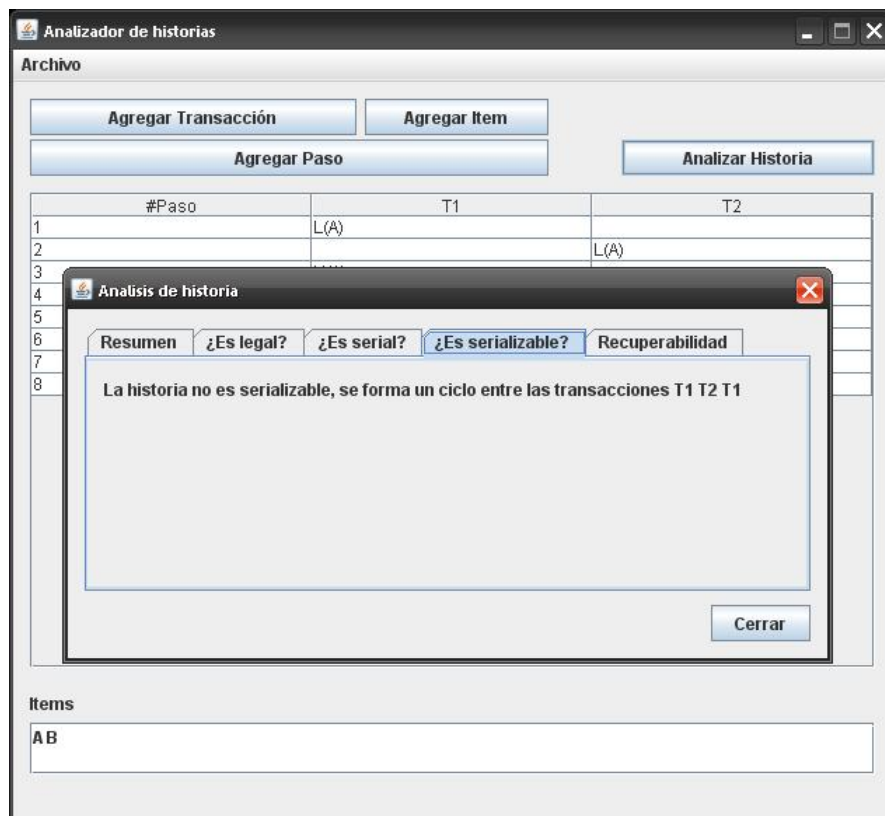 Analizador de historias
Archivo
Agregar Transacción Agregar Item
Agregar Paso Analizar Historia
#Paso T1 T2
1 L(A)
2 L(A)
3
4
5
6
7
8
Analisis de historia
Resumen ¿Es legal? ¿Es serial? ¿Es serializable? Recuperabilidad
La historia no es serializable, se forma un ciclo entre las transacciones T1 T2 T1
Cerrar
Items
A B